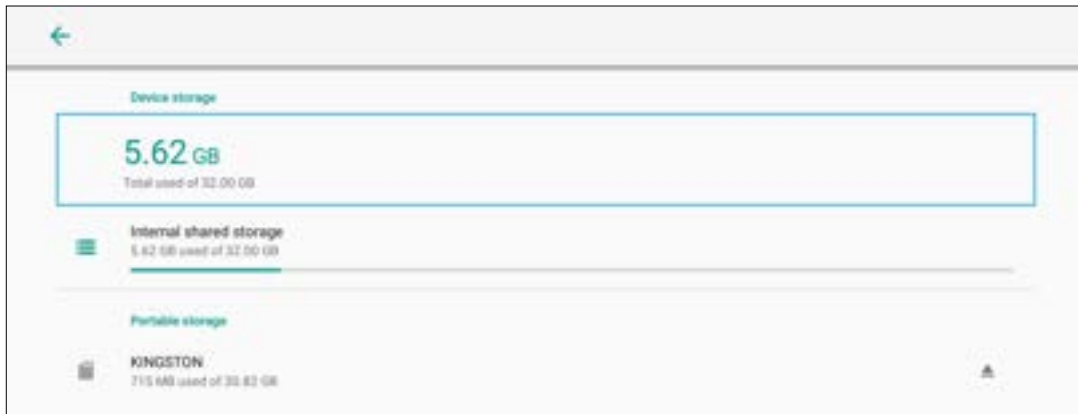 Device storage
5.62 GB
Total used of 32.00 GB
Internal shared storage
5.62 GB used of 32.00 GB
Portable storage
KINGSTON
715 MB used of 30.82 GB